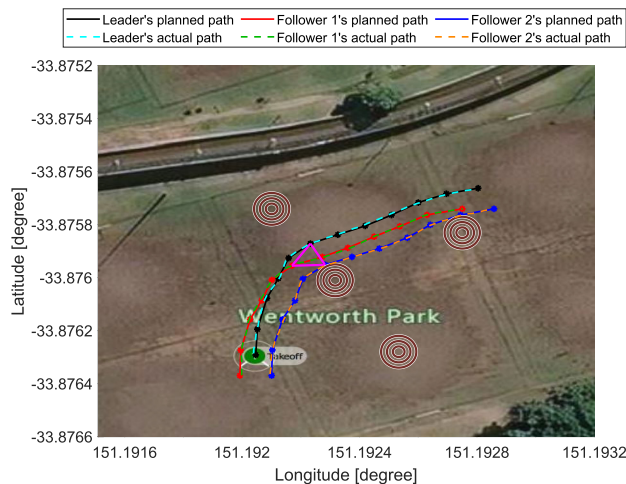 Leader's planned path Follower 1's planned path Follower 2's planned path
Leader's actual path Follower 1's actual path Follower 2's actual path
-33.8752
-33.8754
-33.8755
-33.8758
-33.876
-33.8762
-33.8764
-33.8766
Latitude [degree]
Wentworth Park
Takeoff
151.1916 151.192 151.1924 151.1928 151.1932
Longitude [degree]